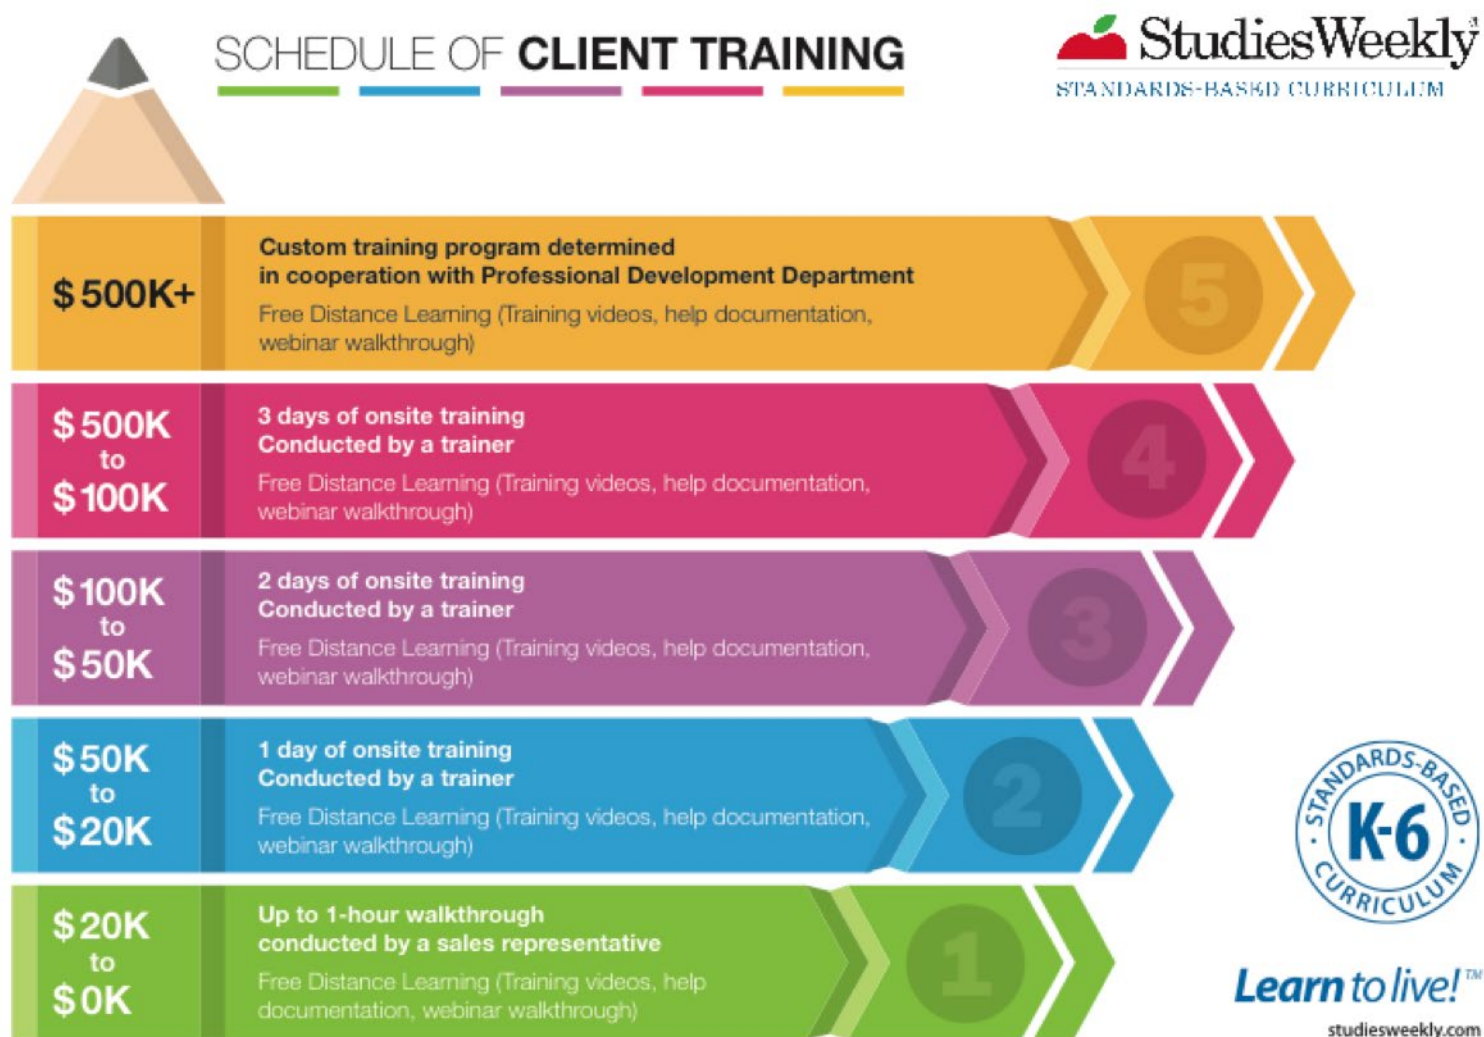 SCHEDULE OF CLIENT TRAINING
StudiesWeekly
STANDARDS-BASED CURRICULUM
$500K+
Custom training program determined
in cooperation with Professional Development Department
Free Distance Learning (Training videos, help documentation,
webinar walkthrough)
5
$500K
to
$100K
3 days of onsite training
Conducted by a trainer
Free Distance Learning (Training videos, help documentation,
webinar walkthrough)
4
$100K
to
$50K
2 days of onsite training
Conducted by a trainer
Free Distance Learning (Training videos, help documentation,
webinar walkthrough)
3
$50K
to
$20K
1 day of onsite training
Conducted by a trainer
Free Distance Learning (Training videos, help documentation,
webinar walkthrough)
2
$20K
to
$0K
Up to 1-hour walkthrough
conducted by a sales representative
Free Distance Learning (Training videos, help
documentation, webinar walkthrough)
1
STANDARDS-BASED
K-6
CURRICULUM
Learn to live!™
studiesweekly.com